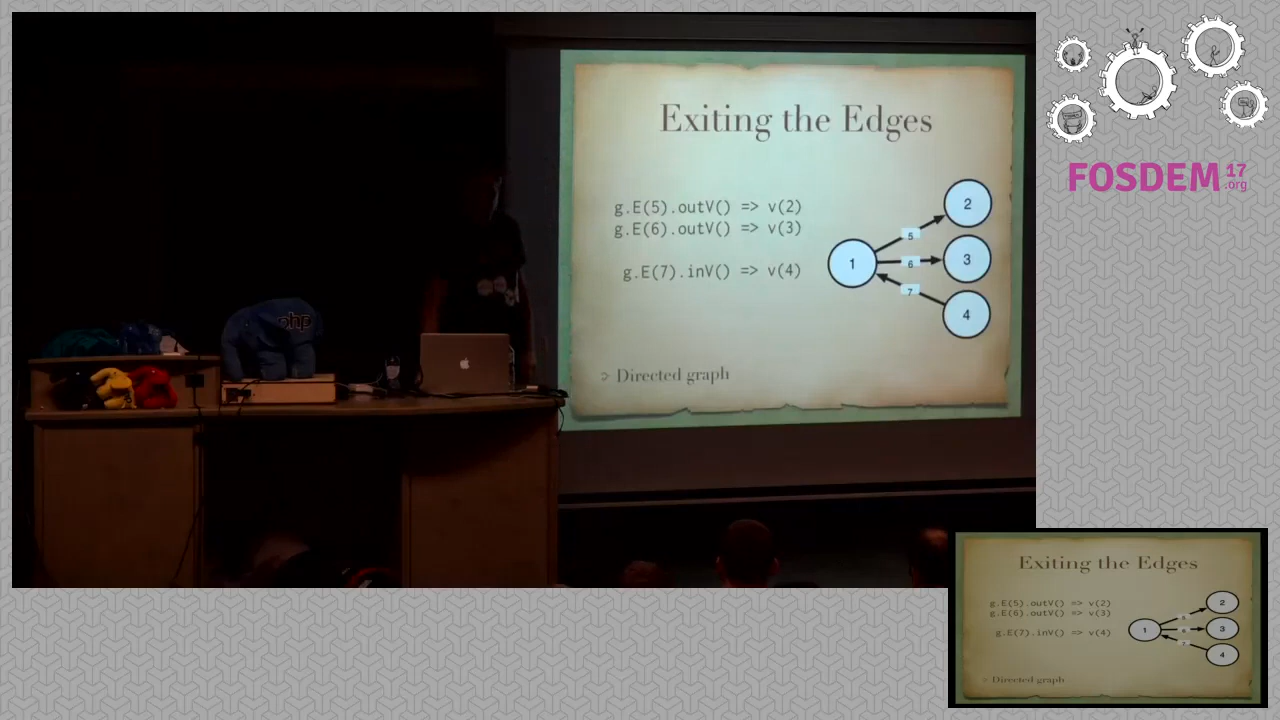 Exiting the Edges
g.E(5).outV() => v(2)
g.E(6).outV() => v(3)
g.E(7).inV() => v(4)
1
2
3
4
5
6
7
Directed graph
php
FOSDEM 17
.org
Exiting the Edges
g.E(5).outV() => v(2)
g.E(6).outV() => v(3)
g.E(7).inV() => v(4)
1
2
3
4
Directed graph